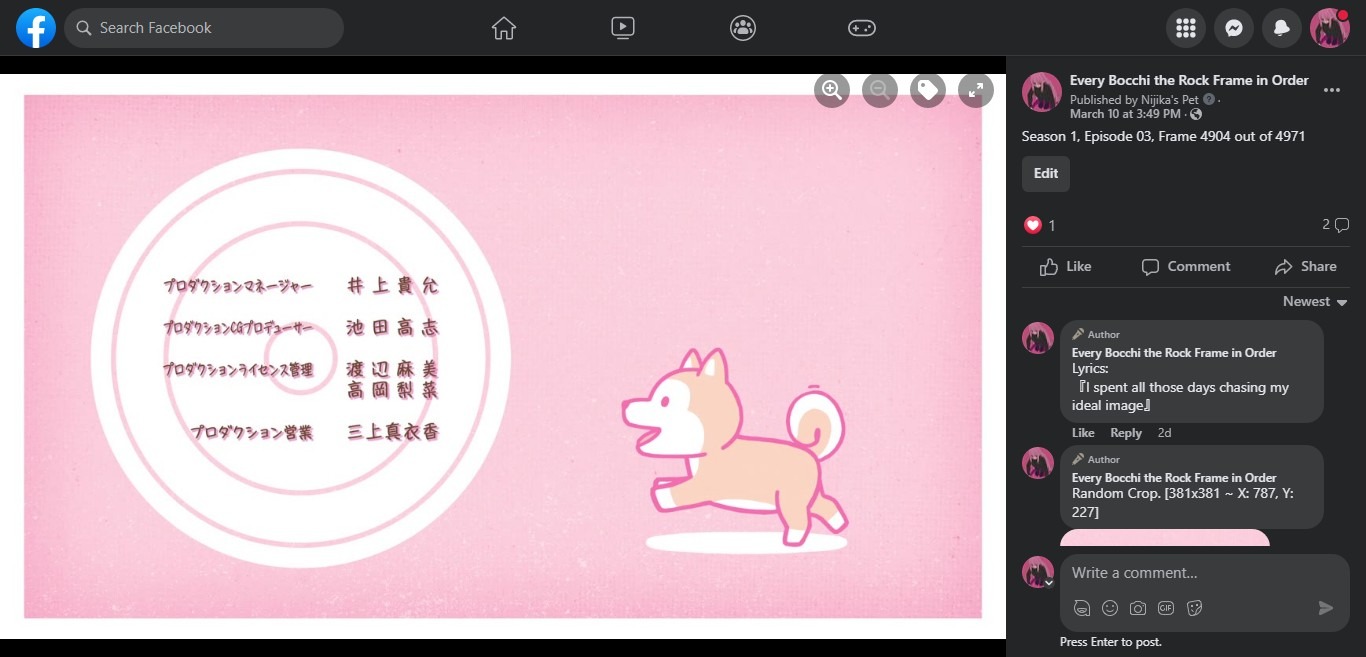 Search Facebook
プロダクションマネージャー 井上貴允
プロダクションCGプロデューサー 池田高志
プロダクションライセンス管理 渡辺麻美
高岡梨菜
プロダクション営業 三上真衣香
Every Bocchi the Rock Frame in Order
Published by Nijika's Pet ·
March 10 at 3:49 PM ·
Season 1, Episode 03, Frame 4904 out of 4971
Edit
1
2
Like Comment Share
Newest
Author
Every Bocchi the Rock Frame in Order
Lyrics:
『I spent all those days chasing my
ideal image』
Like Reply 2d
Author
Every Bocchi the Rock Frame in Order
Random Crop. [381x381 ~ X: 787, Y:
227]
Write a comment...
GIF
Press Enter to post.